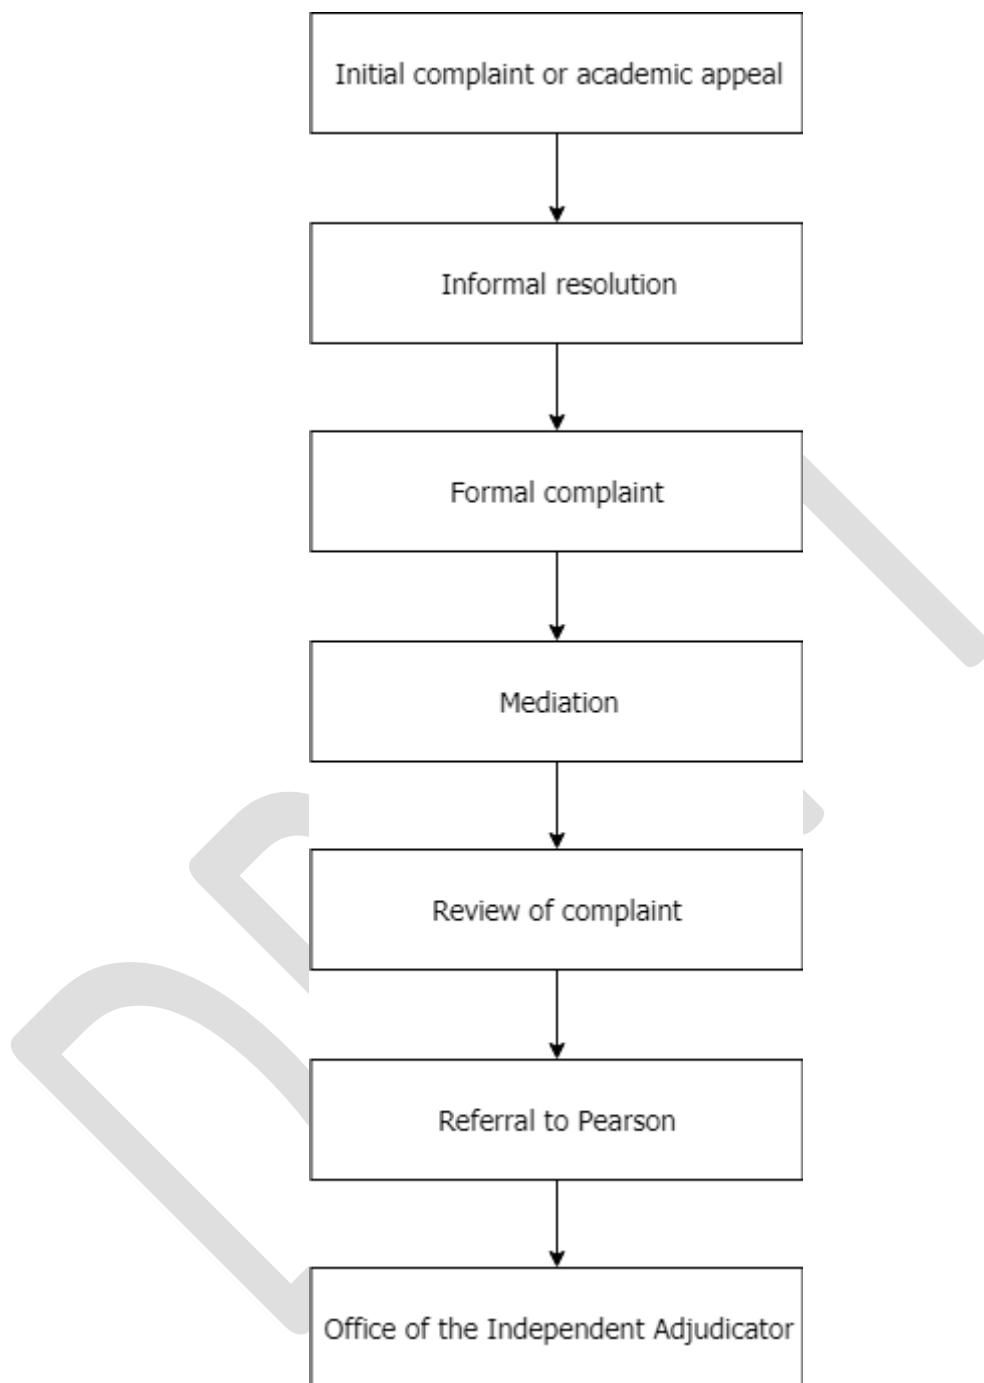 Initial complaint or academic appeal
Informal resolution
Formal complaint
Mediation
Review of complaint
Referral to Pearson
Office of the Independent Adjudicator